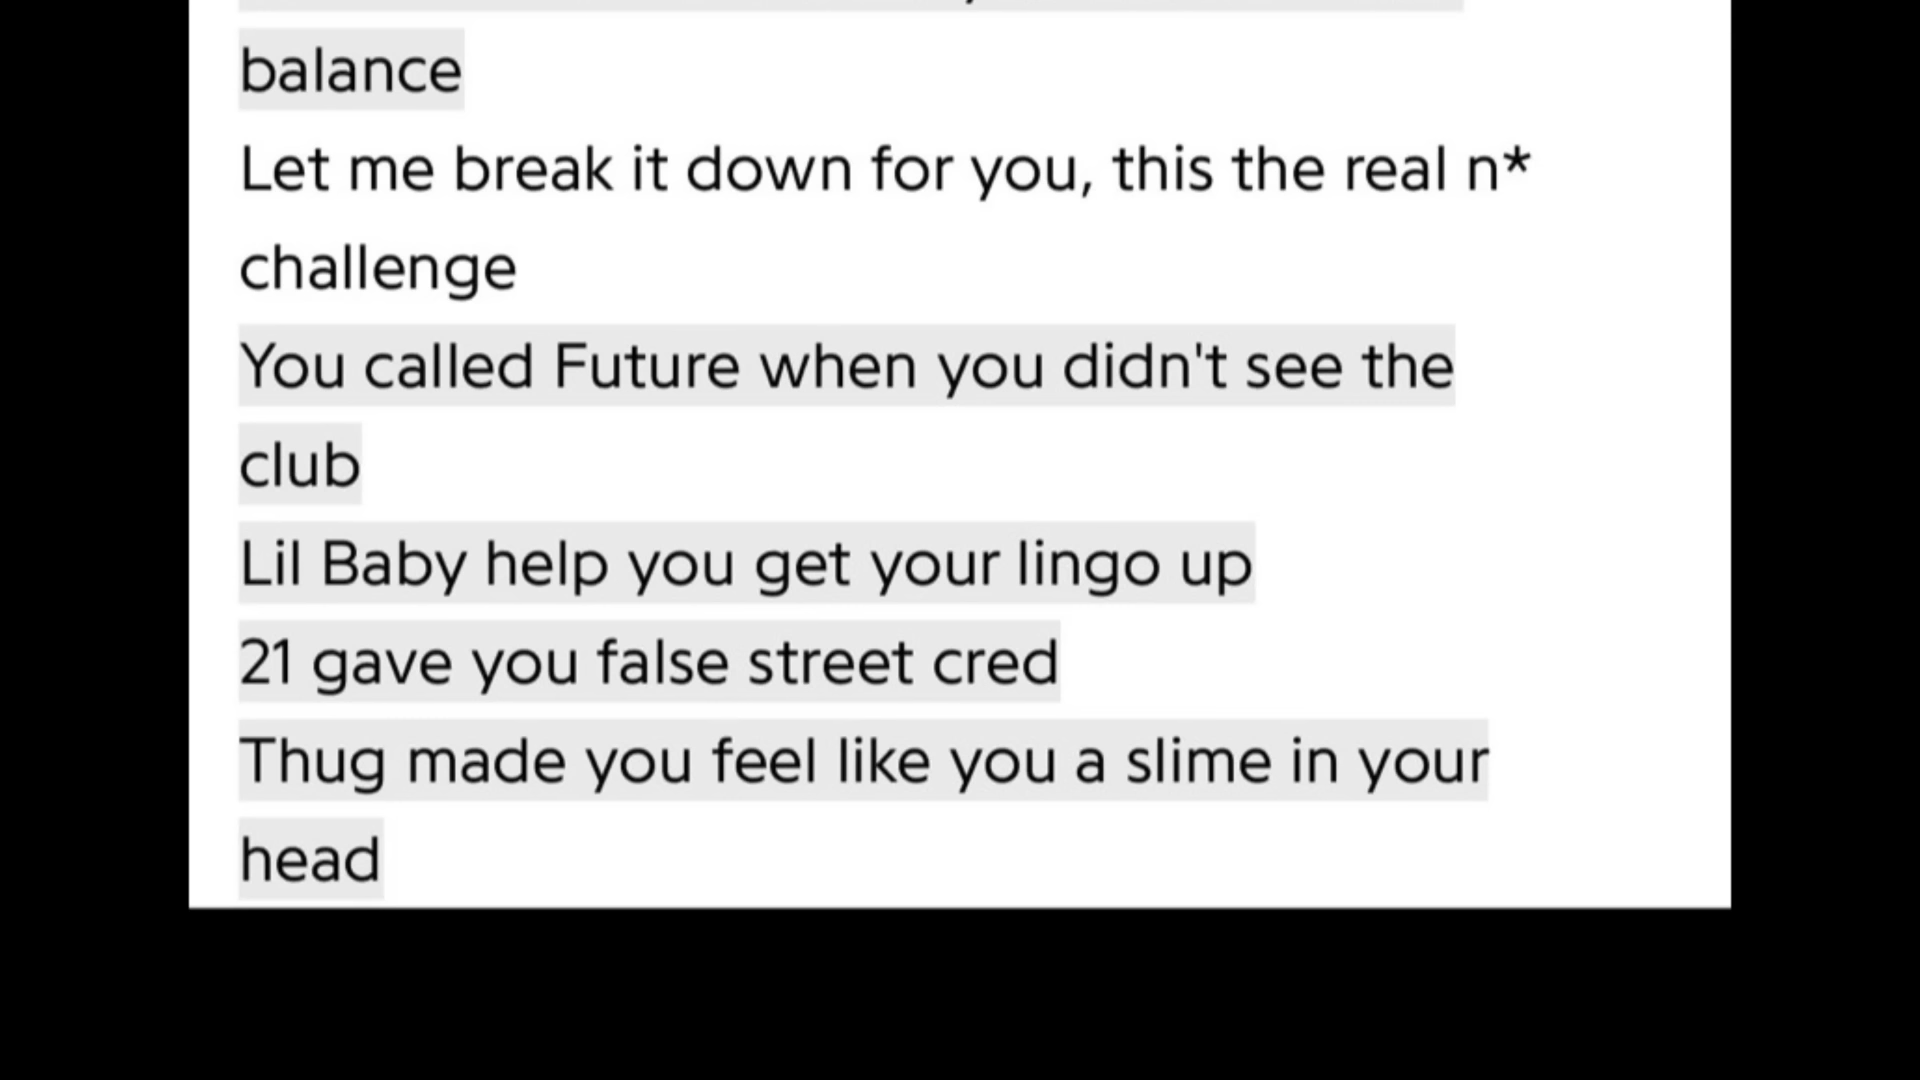 balance
Let me break it down for you, this the real n*
challenge
You called Future when you didn't see the
club
Lil Baby help you get your lingo up
21 gave you false street cred
Thug made you feel like you a slime in your
head